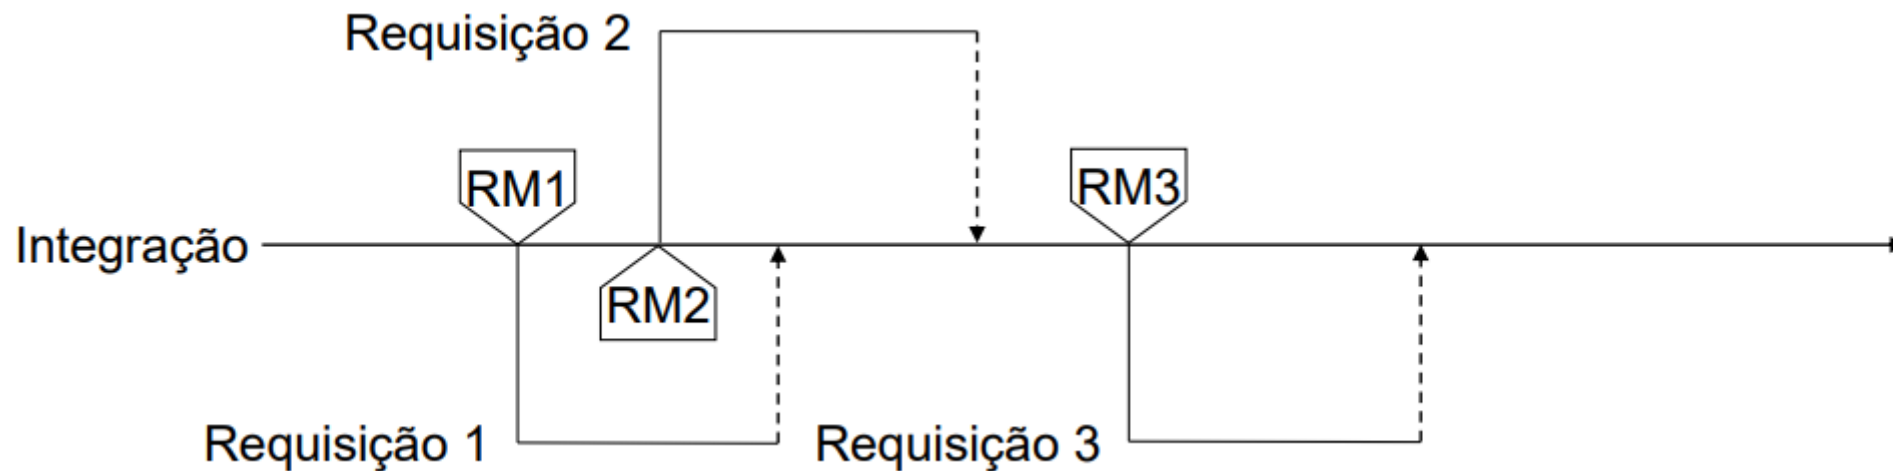 Requisição 2
RM1
RM3
Integração
RM2
Requisição 1
Requisição 3